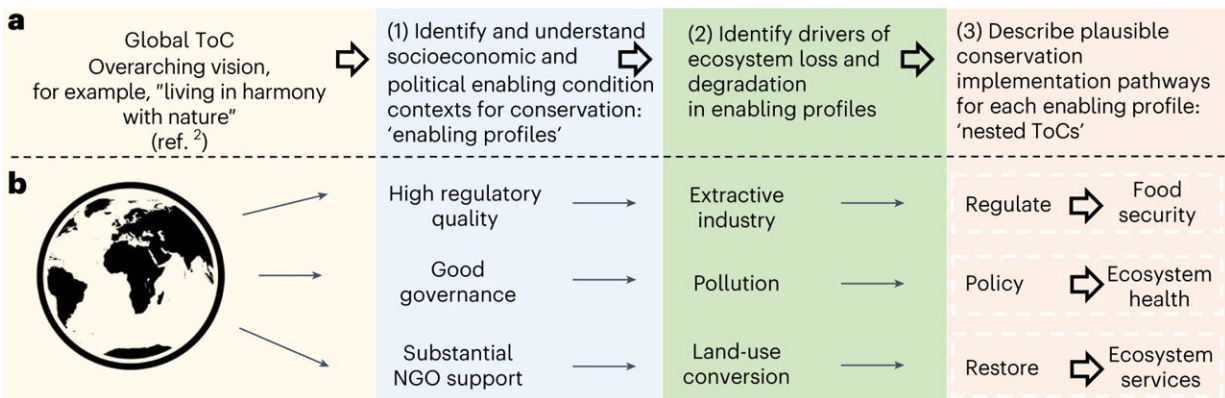 a
Global ToC
Overarching vision,
for example, "living in harmony
with nature"
(ref. ²)
(1) Identify and understand
socioeconomic and
political enabling condition
contexts for conservation:
‘enabling profiles’
(2) Identify drivers of
ecosystem loss and
degradation
in enabling profiles
(3) Describe plausible
conservation
implementation pathways
for each enabling profile:
‘nested ToCs’
b
High regulatory
quality
Extractive
industry
Regulate
Food
security
Good
governance
Pollution
Policy
Ecosystem
health
Substantial
NGO support
Land-use
conversion
Restore
Ecosystem
services